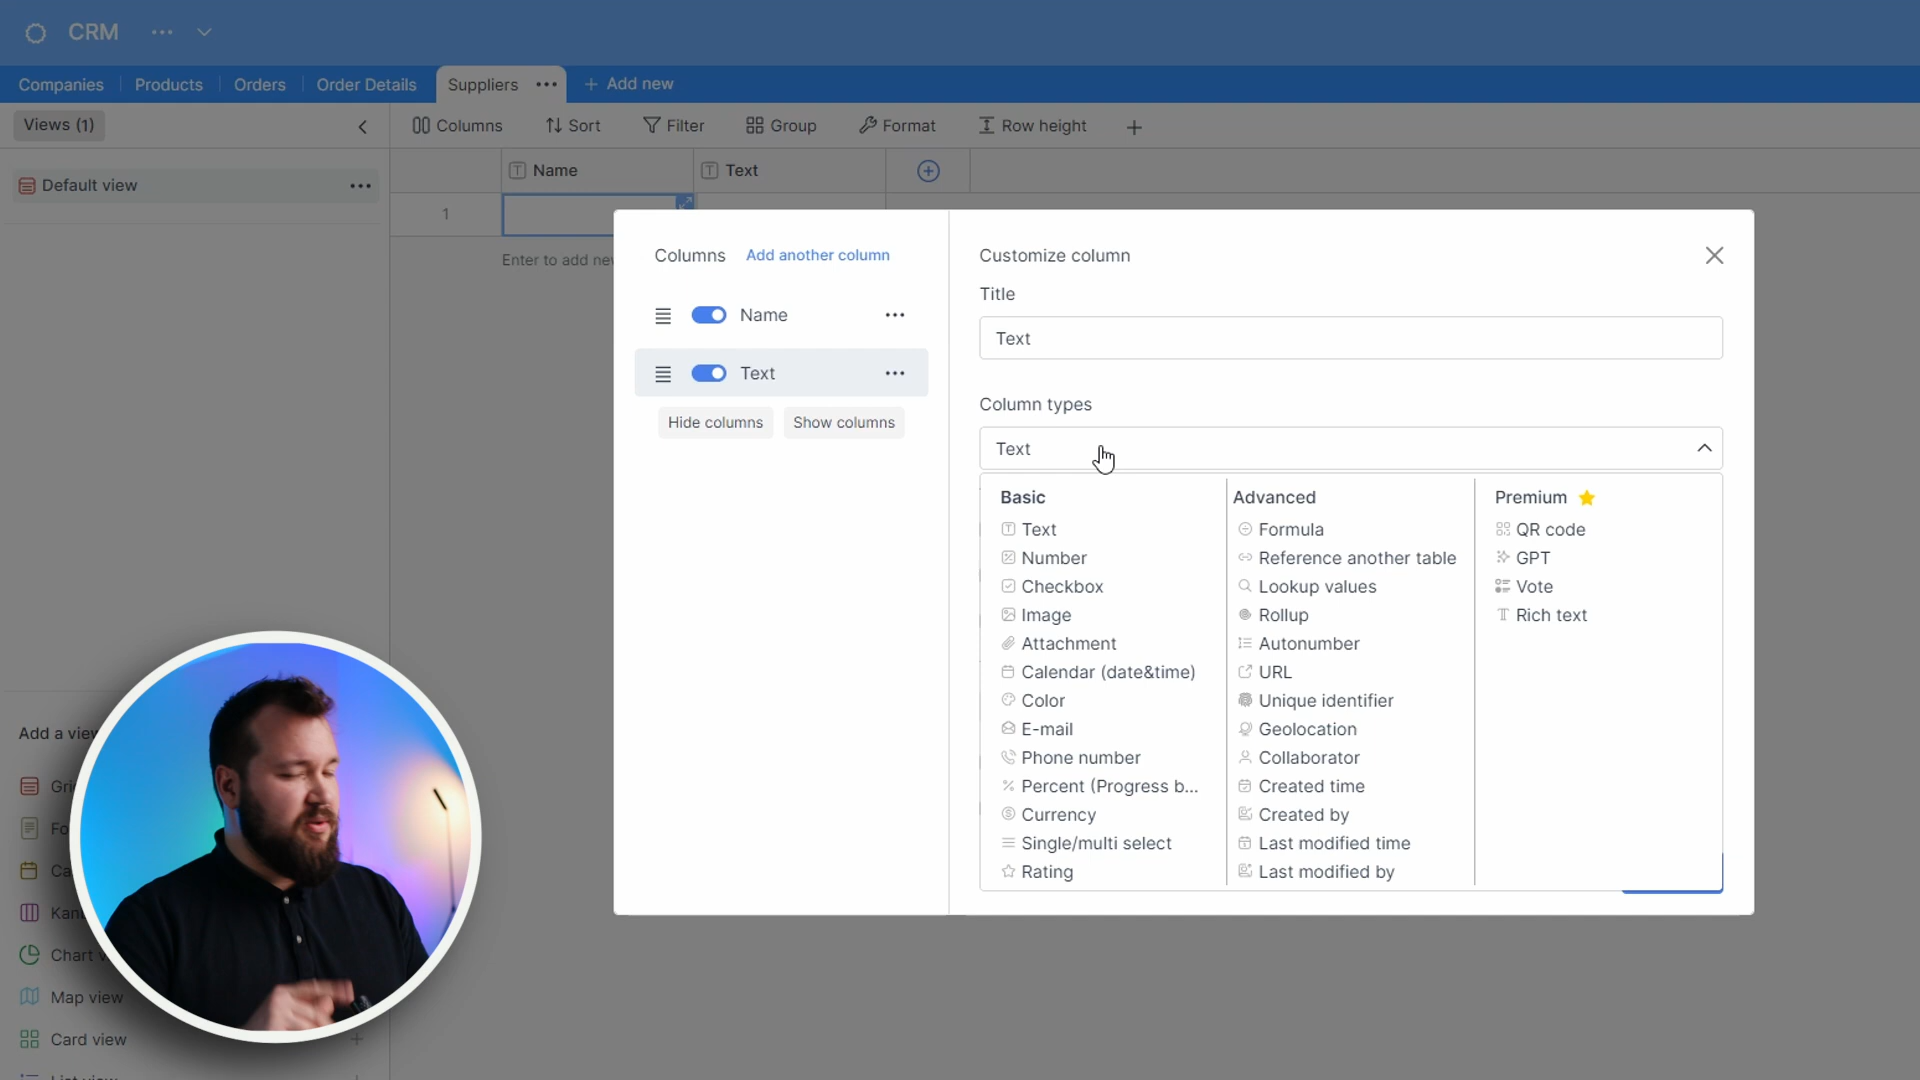 CRM
Companies
Products
Orders
Order Details
Suppliers
+ Add new
Views (1)
Columns
Sort
Filter
Group
Format
Row height
Default view
Name
Text
1
Enter to add new
Columns
Add another column
Name
Text
Hide columns
Show columns
Customize column
Title
Text
Column types
Text
Basic
Text
Number
Checkbox
Image
Attachment
Calendar (date&time)
Color
E-mail
Phone number
Percent (Progress b...
Currency
Single/multi select
Rating
Advanced
Formula
Reference another table
Lookup values
Rollup
Autonumber
URL
Unique identifier
Geolocation
Collaborator
Created time
Created by
Last modified time
Last modified by
Premium
QR code
GPT
Vote
Rich text
Add a view
Chart
Map view
Card view